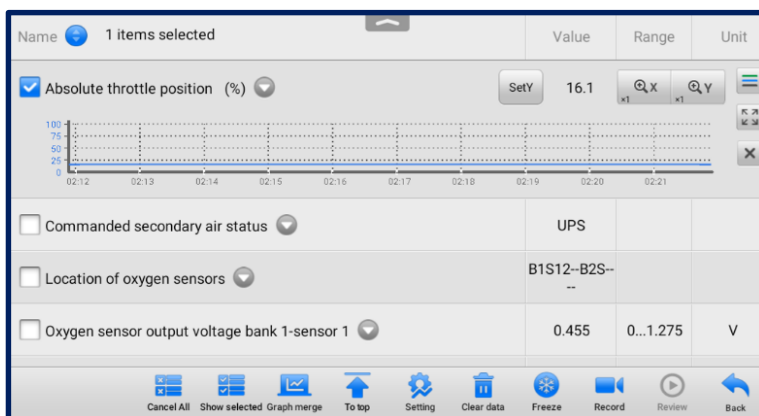 Name 1 items selected Value Range Unit
Absolute throttle position (%) SetY 16.1 ×1 X ×1 Y
100
75
50
25
0
02:12 02:13 02:14 02:15 02:16 02:17 02:18 02:19 02:20 02:21
Commanded secondary air status UPS
Location of oxygen sensors B1S12--B2S--
--
Oxygen sensor output voltage bank 1-sensor 1 0.455 0...1.275 V
Cancel All Show selected Graph merge To top Setting Clear data Freeze Record Review Back